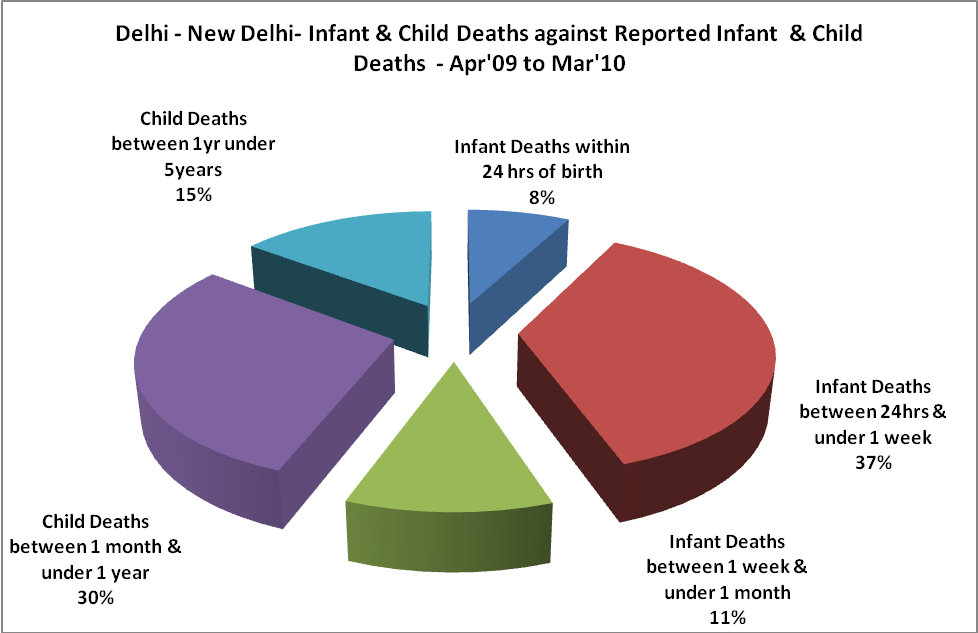 Delhi - New Delhi- Infant & Child Deaths against Reported Infant & Child
Deaths - Apr'09 to Mar'10
Child Deaths
between 1yr under
5years
15%
Infant Deaths within
24 hrs of birth
8%
Infant Deaths
between 24hrs &
under 1 week
37%
Child Deaths
between 1 month &
under 1 year
30%
Infant Deaths
between 1 week &
under 1 month
11%